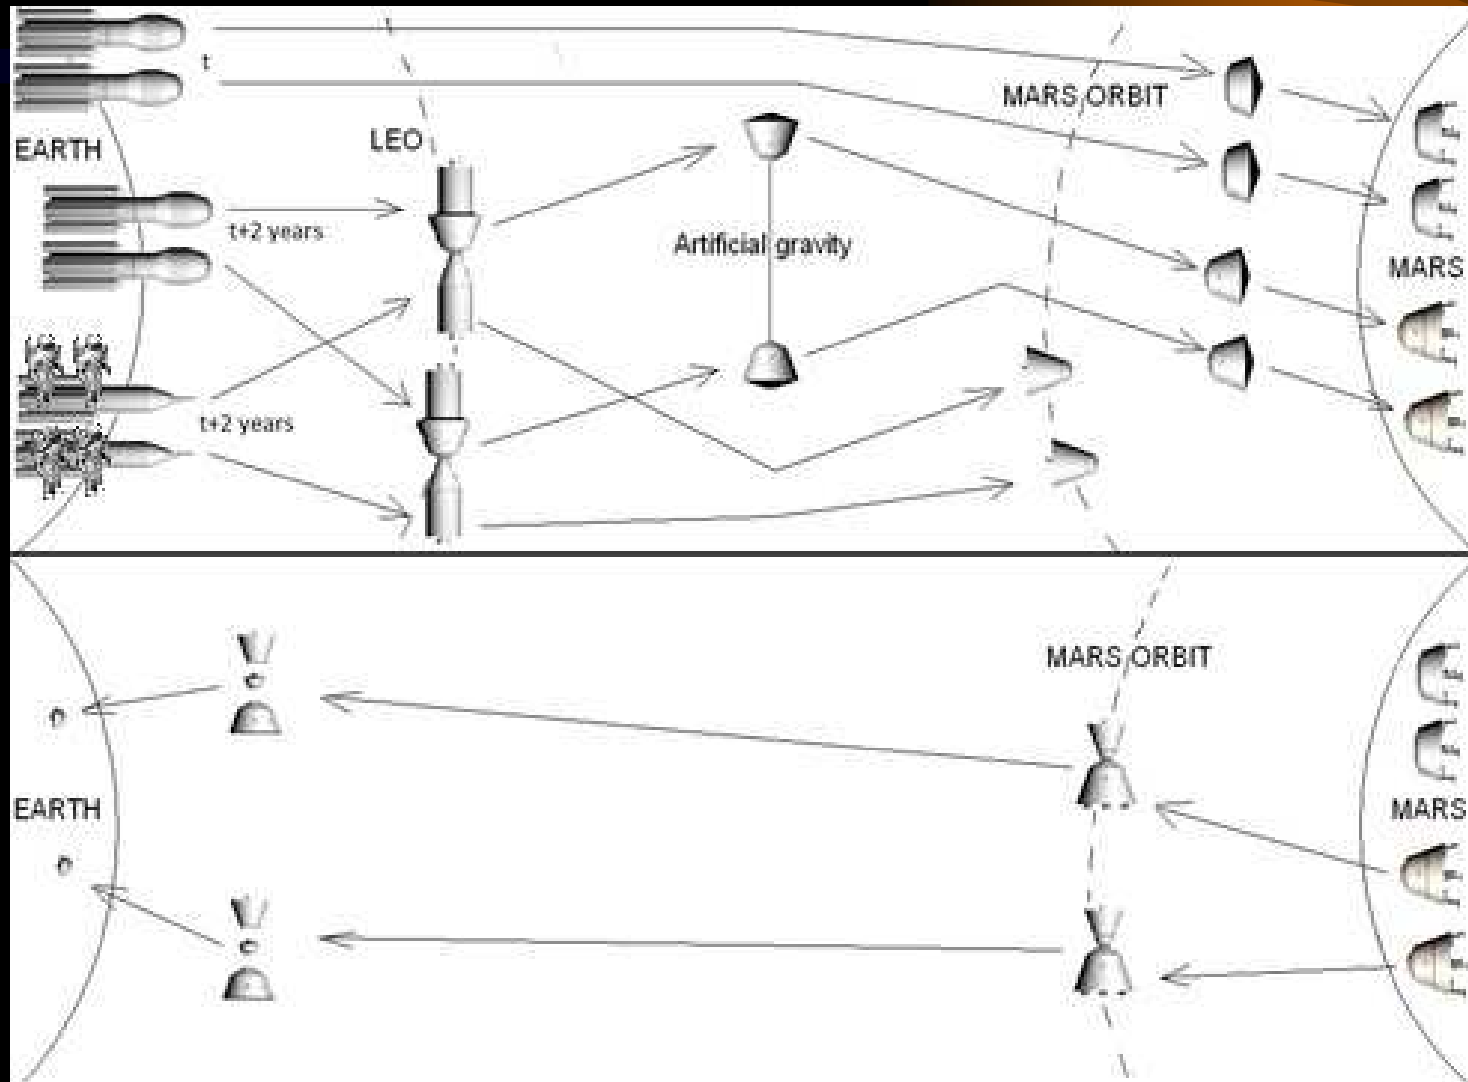 t
MARS ORBIT
LEO
EARTH
t+2 years
Artificial gravity
MARS
t+2 years
MARS ORBIT
EARTH
MARS